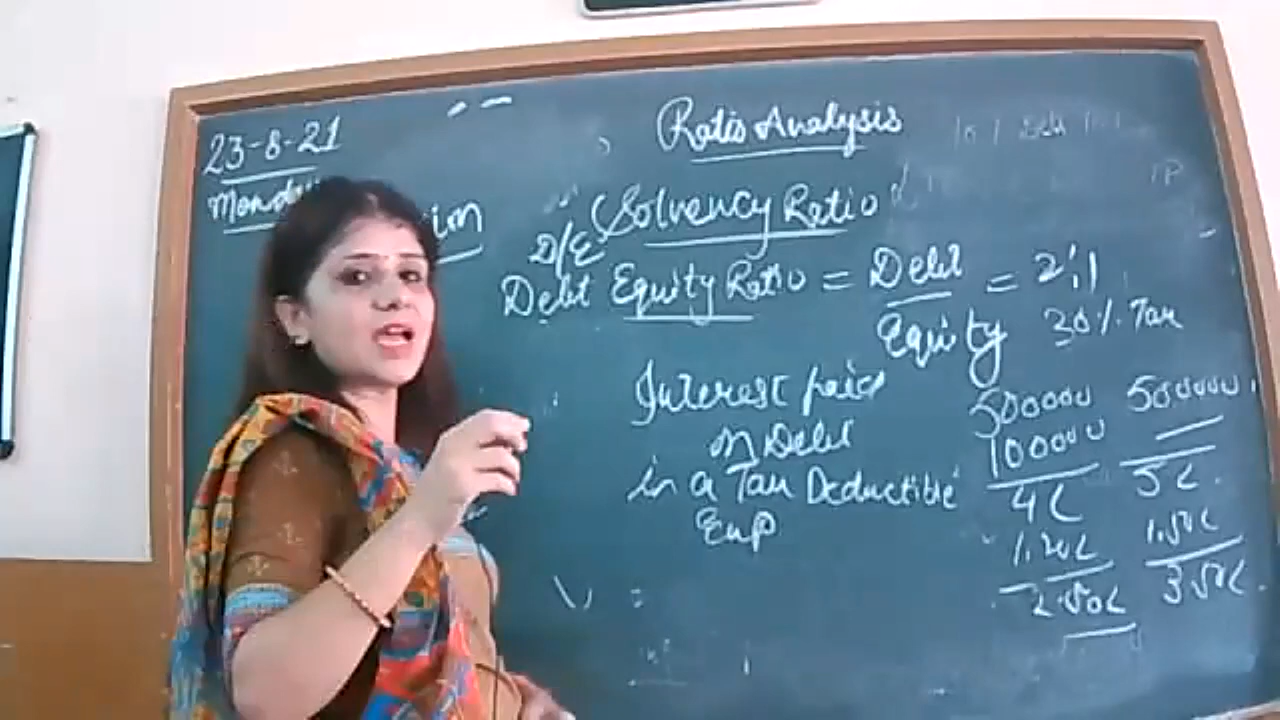 23-8-21
Ratio Analysis
Solvency Ratio
D/E
Debt Equity Ratio = Debt = 2:1
Equity
30% Tax
Interest paid
on Debt
in a Tax Deductible
Exp
500000 500000
100000
4L 5L
1.20L 1.50L
2.80L 3.50L